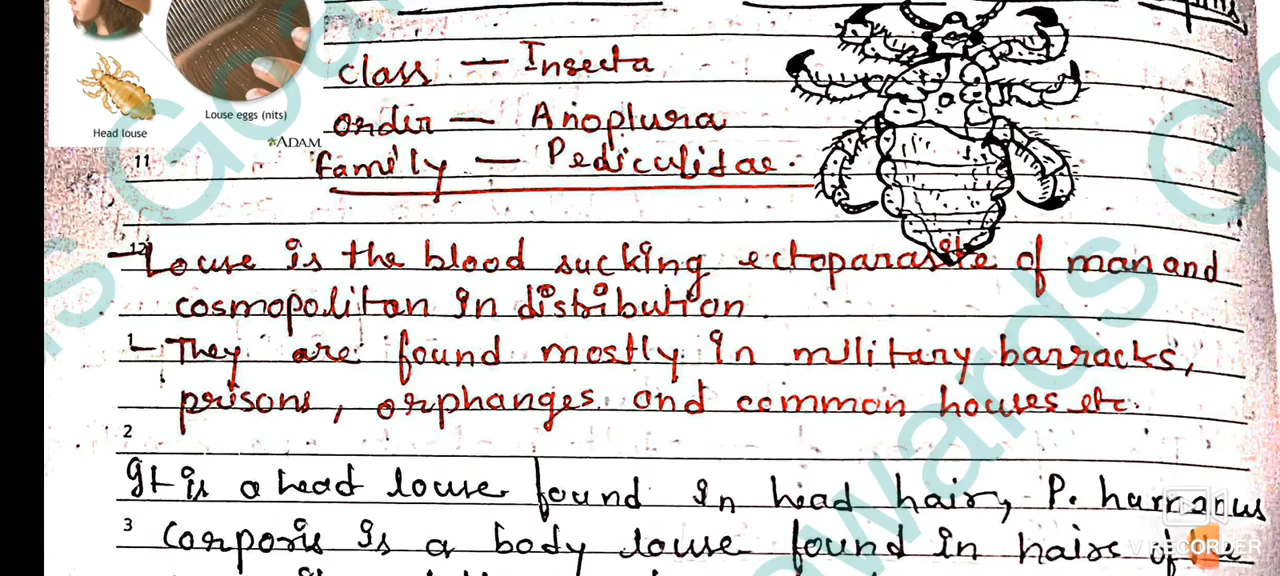 Louse eggs (nits)
Head louse
ADAM
class — Insecta
order — Anoplura
11
family — Pediculidae.
12
Louse is the blood sucking ectoparasite of man and
cosmopolitan in distribution
1
They are found mostly in military barracks,
prisons, orphanges and common houses etc.
2
It is a head louse found in head hair, P. humanus
3
corporis is a body louse found in hairs of the
V RECORDER